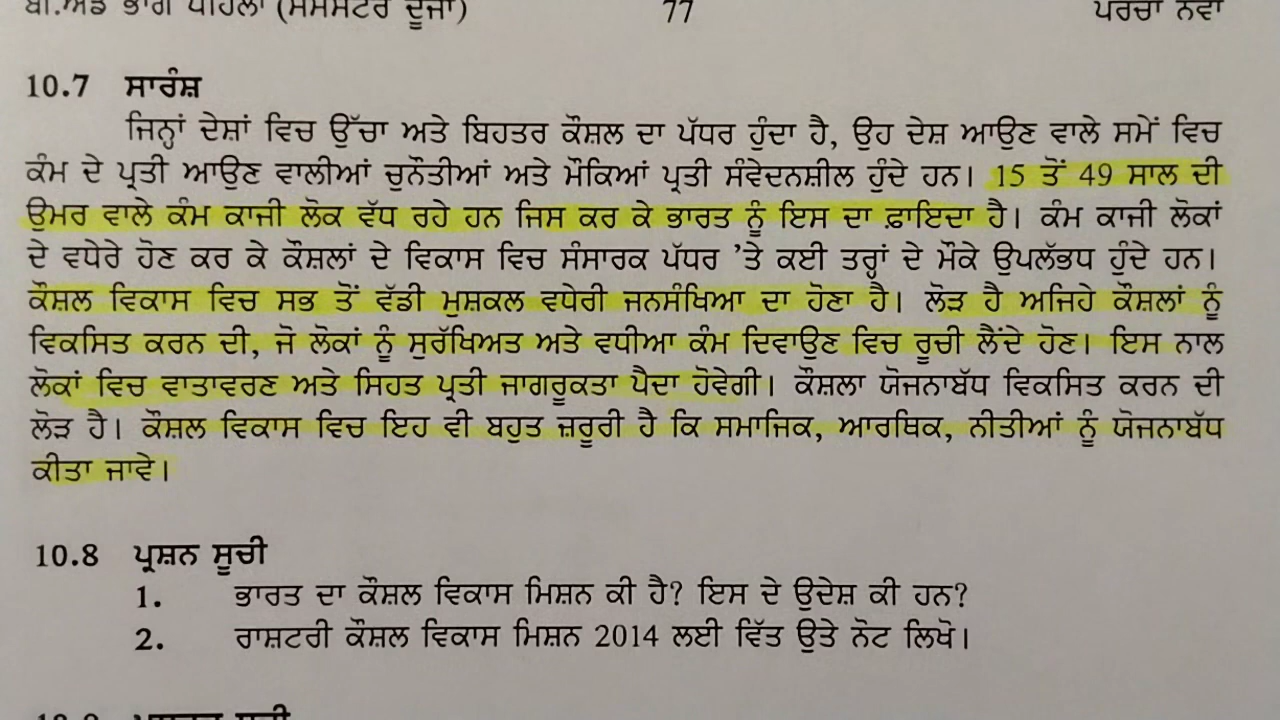 ਬੀ.ਐਡ ਭਾਗ ਪਹਿਲਾ (ਸਮੈਸਟਰ ਦੂਜਾ) 77 ਪਰਚਾ ਨੌਵਾਂ
10.7 ਸਾਰੰਸ਼
ਜਿਨ੍ਹਾਂ ਦੇਸ਼ਾਂ ਵਿਚ ਉੱਚਾ ਅਤੇ ਬਿਹਤਰ ਕੌਸ਼ਲ ਦਾ ਪੱਧਰ ਹੁੰਦਾ ਹੈ, ਉਹ ਦੇਸ਼ ਆਉਣ ਵਾਲੇ ਸਮੇਂ ਵਿਚ
ਕੰਮ ਦੇ ਪ੍ਰਤੀ ਆਉਣ ਵਾਲੀਆਂ ਚੁਨੌਤੀਆਂ ਅਤੇ ਮੌਕਿਆਂ ਪ੍ਰਤੀ ਸੰਵੇਦਨਸ਼ੀਲ ਹੁੰਦੇ ਹਨ। 15 ਤੋਂ 49 ਸਾਲ ਦੀ
ਉਮਰ ਵਾਲੇ ਕੰਮ ਕਾਜੀ ਲੋਕ ਵੱਧ ਰਹੇ ਹਨ ਜਿਸ ਕਰ ਕੇ ਭਾਰਤ ਨੂੰ ਇਸ ਦਾ ਫ਼ਾਇਦਾ ਹੈ। ਕੰਮ ਕਾਜੀ ਲੋਕਾਂ
ਦੇ ਵਧੇਰੇ ਹੋਣ ਕਰ ਕੇ ਕੌਸ਼ਲਾਂ ਦੇ ਵਿਕਾਸ ਵਿਚ ਸੰਸਾਰਕ ਪੱਧਰ ’ਤੇ ਕਈ ਤਰ੍ਹਾਂ ਦੇ ਮੌਕੇ ਉਪਲੱਭਧ ਹੁੰਦੇ ਹਨ।
ਕੌਸ਼ਲ ਵਿਕਾਸ ਵਿਚ ਸਭ ਤੋਂ ਵੱਡੀ ਮੁਸ਼ਕਲ ਵਧੇਰੀ ਜਨਸੰਖਿਆ ਦਾ ਹੋਣਾ ਹੈ। ਲੋੜ ਹੈ ਅਜਿਹੇ ਕੌਸ਼ਲਾਂ ਨੂੰ
ਵਿਕਸਿਤ ਕਰਨ ਦੀ, ਜੋ ਲੋਕਾਂ ਨੂੰ ਸੁਰੱਖਿਅਤ ਅਤੇ ਵਧੀਆ ਕੰਮ ਦਿਵਾਉਣ ਵਿਚ ਰੂਚੀ ਲੈਂਦੇ ਹੋਣ। ਇਸ ਨਾਲ
ਲੋਕਾਂ ਵਿਚ ਵਾਤਾਵਰਣ ਅਤੇ ਸਿਹਤ ਪ੍ਰਤੀ ਜਾਗਰੂਕਤਾ ਪੈਦਾ ਹੋਵੇਗੀ। ਕੌਸ਼ਲਾ ਯੋਜਨਾਬੱਧ ਵਿਕਸਿਤ ਕਰਨ ਦੀ
ਲੋੜ ਹੈ। ਕੌਸ਼ਲ ਵਿਕਾਸ ਵਿਚ ਇਹ ਵੀ ਬਹੁਤ ਜ਼ਰੂਰੀ ਹੈ ਕਿ ਸਮਾਜਿਕ, ਆਰਥਿਕ, ਨੀਤੀਆਂ ਨੂੰ ਯੋਜਨਾਬੱਧ
ਕੀਤਾ ਜਾਵੇ।
10.8 ਪ੍ਰਸ਼ਨ ਸੂਚੀ
1. ਭਾਰਤ ਦਾ ਕੌਸ਼ਲ ਵਿਕਾਸ ਮਿਸ਼ਨ ਕੀ ਹੈ? ਇਸ ਦੇ ਉਦੇਸ਼ ਕੀ ਹਨ?
2. ਰਾਸ਼ਟਰੀ ਕੌਸ਼ਲ ਵਿਕਾਸ ਮਿਸ਼ਨ 2014 ਲਈ ਵਿੱਤ ਉਤੇ ਨੋਟ ਲਿਖੋ।